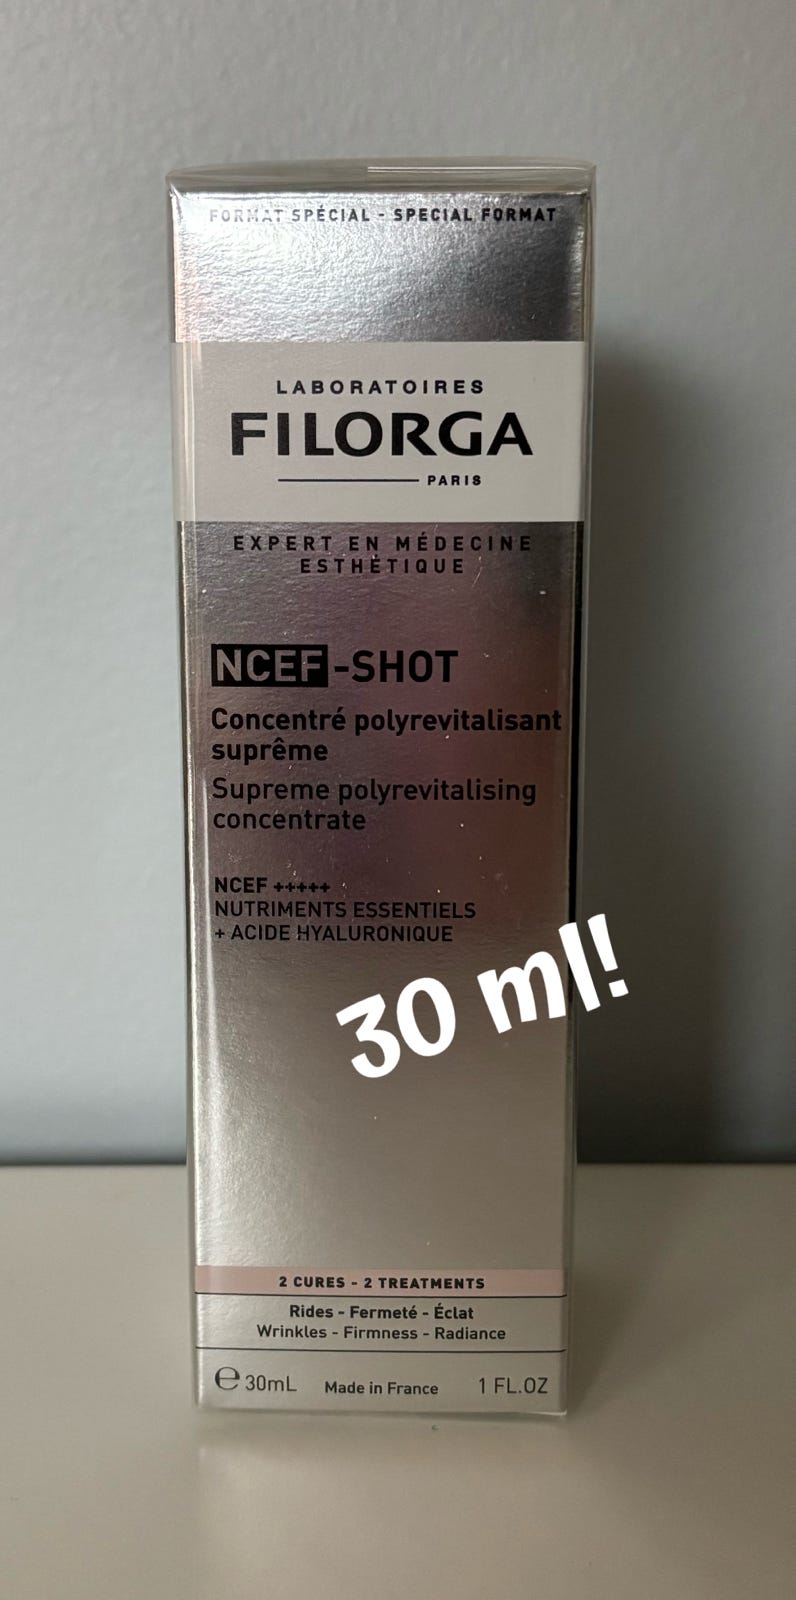 FORMAT SPÉCIAL - SPECIAL FORMAT
LABORATOIRES
FILORGA
PARIS
EXPERT EN MÉDECINE
ESTHÉTIQUE
NCEF-SHOT
Concentré polyrevitalisant
suprême
Supreme polyrevitalising
concentrate
NCEF +++++
NUTRIMENTS ESSENTIELS
+ ACIDE HYALURONIQUE
30 ml!
2 CURES - 2 TREATMENTS
Rides - Fermeté - Éclat
Wrinkles - Firmness - Radiance
℮ 30mL Made in France 1 FL.OZ